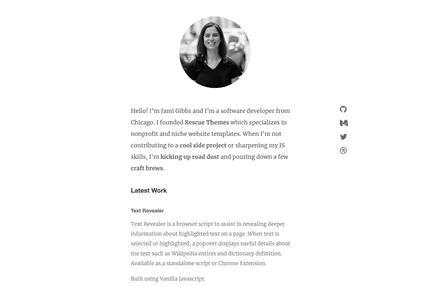 Hello! I'm Jami Gibbs and I'm a software developer from
Chicago. I founded Rescue Themes which specializes in
nonprofit and niche website templates. When I'm not
contributing to a cool side project or sharpening my JS
skills, I'm kicking up road dust and pouring down a few
craft brews.
Latest Work
Text Revealer
Text Revealer is a browser script to assist in revealing deeper
information about highlighted text on a page. When text is
selected or highlighted, a popover displays useful details about
the text such as Wikipedia entries and dictionary definition.
Available as a standalone script or Chrome Extension.
Built using Vanilla Javascript.